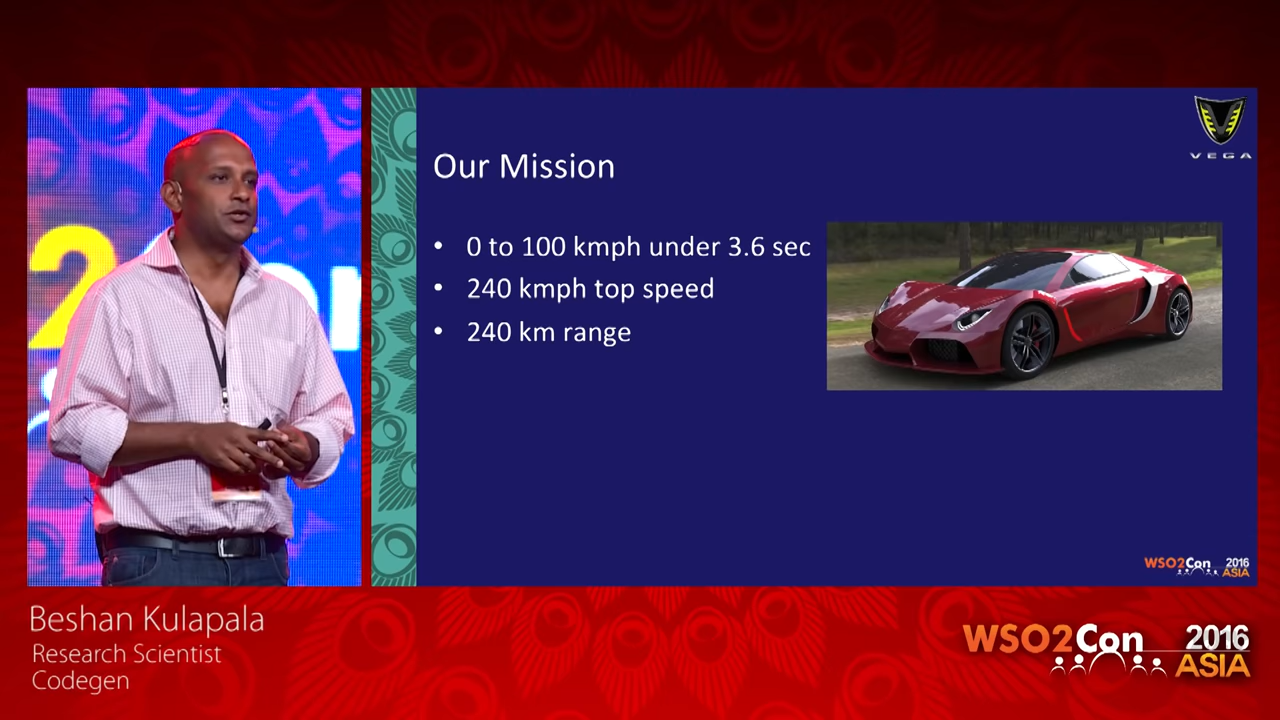 VEGA
Our Mission
• 0 to 100 kmph under 3.6 sec
• 240 kmph top speed
• 240 km range
WSO2Con 2016
ASIA
Beshan Kulapala
Research Scientist
Codegen
WSO2Con 2016
ASIA